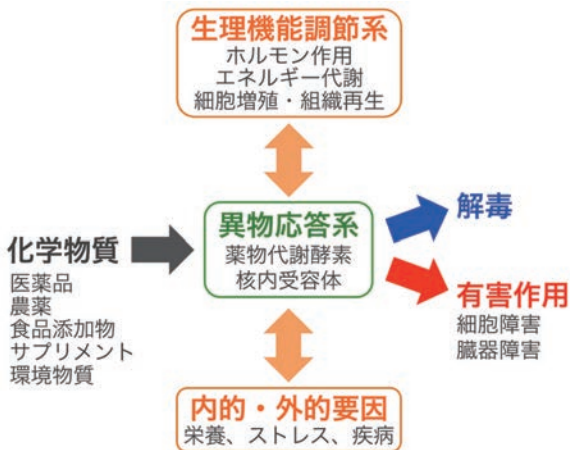 生理機能調節系
ホルモン作用
エネルギー代謝
細胞増殖・組織再生
化学物質
医薬品
農薬
食品添加物
サプリメント
環境物質
異物応答系
薬物代謝酵素
核内受容体
解毒
有害作用
細胞障害
臓器障害
内的・外的要因
栄養、ストレス、疾病